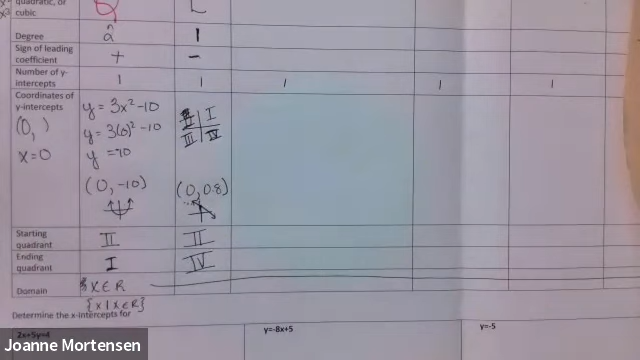 quadratic, or
cubic Q L
Degree 2 1
Sign of leading
coefficient + -
Number of y-
intercepts 1 1 1 1 1
Coordinates of
y-intercepts y = 3x² -10 II I
(0, ) y = 3(0)² -10 III IV
x=0 y = -10
(0, -10) (0, 0.8)
Starting
quadrant II II
Ending
quadrant I IV
Domain x∈R
{x|x∈R}
Determine the x-intercepts for
2x+5y=4 y=-8x+5 y=-5
Joanne Mortensen